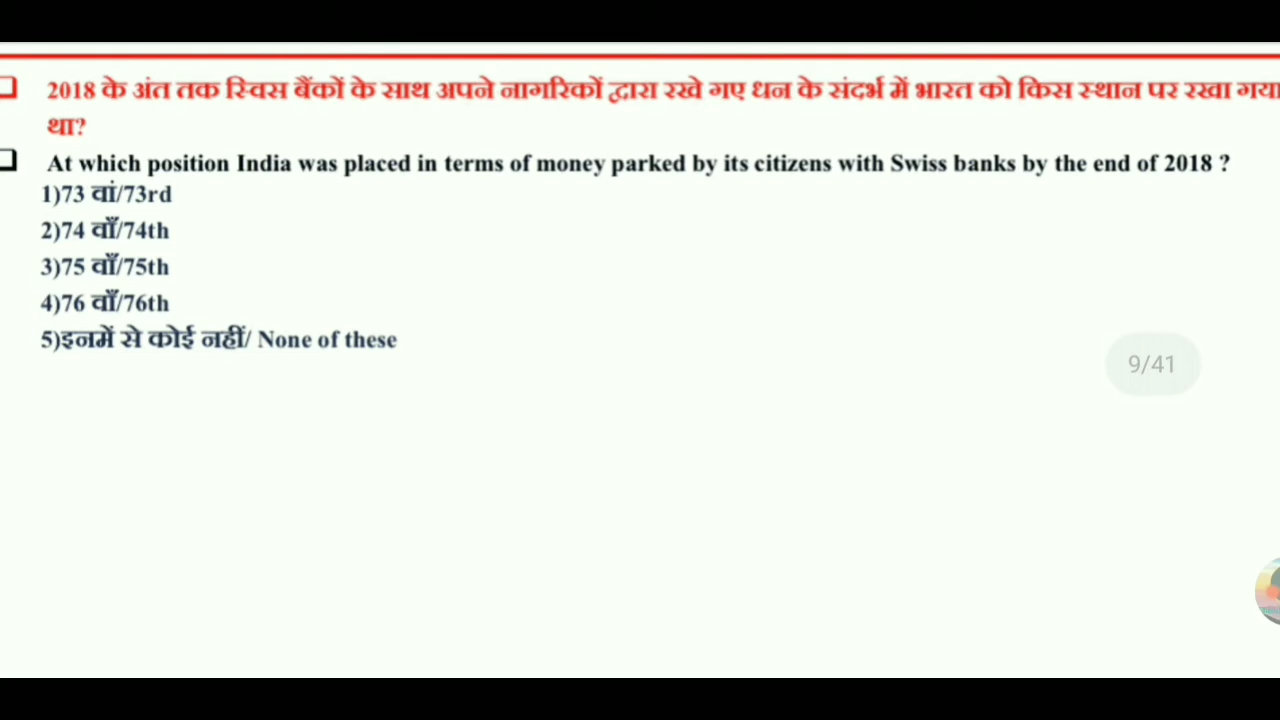 2018 के अंत तक स्विस बैंकों के साथ अपने नागरिकों द्वारा रखे गए धन के संदर्भ में भारत को किस स्थान पर रखा गया
था?
At which position India was placed in terms of money parked by its citizens with Swiss banks by the end of 2018 ?
1)73 वां/73rd
2)74 वाँ/74th
3)75 वाँ/75th
4)76 वाँ/76th
5)इनमें से कोई नहीं/ None of these
9/41